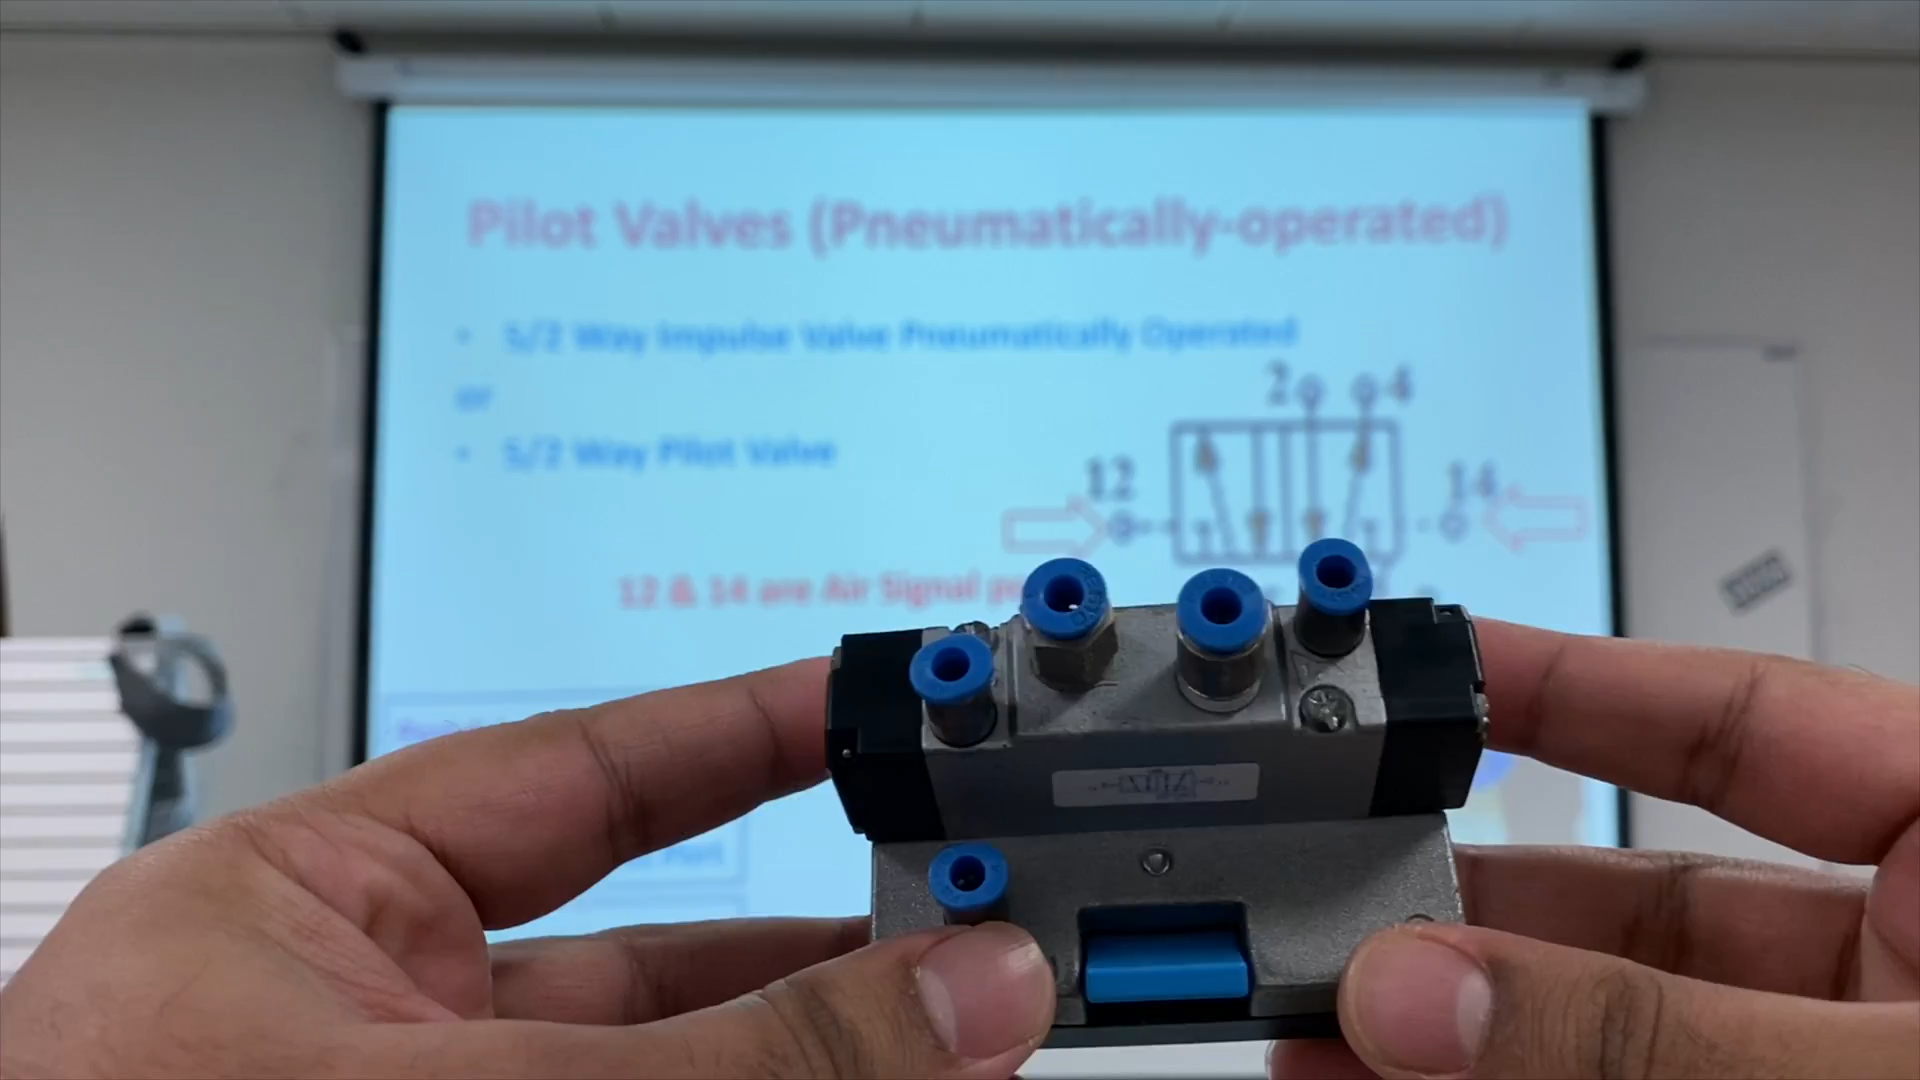 Pilot Valves (Pneumatically-operated)
• 5/2 Way Impulse Valve Pneumatically Operated
or
• 5/2 Way Pilot Valve
2 4
12 14
12 & 14 are Air Signal